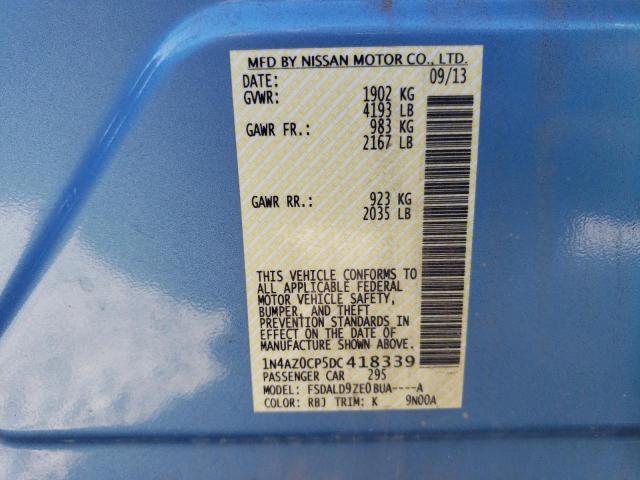 MFD BY NISSAN MOTOR CO., LTD.
DATE: 09/13
GVWR: 1902 KG
4193 LB
GAWR FR.: 983 KG
2167 LB
GAWR RR.: 923 KG
2035 LB
THIS VEHICLE CONFORMS TO
ALL APPLICABLE FEDERAL
MOTOR VEHICLE SAFETY,
BUMPER, AND THEFT
PREVENTION STANDARDS IN
EFFECT ON THE DATE OF
MANUFACTURE SHOWN ABOVE.
1N4AZ0CP5DC418339
PASSENGER CAR 295
MODEL: FSDALD9ZE0BUA----A
COLOR: RBJ TRIM: K 9N00A